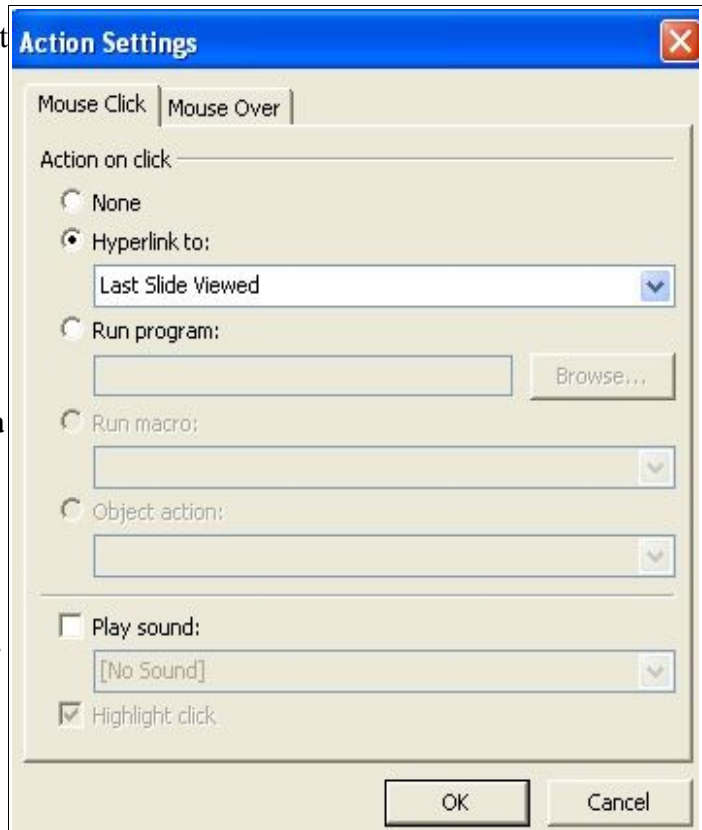 t
Action Settings
Mouse Click Mouse Over
Action on click
None
Hyperlink to:
Last Slide Viewed
Run program:
Browse...
a
Run macro:
Object action:
Play sound:
[No Sound]
Highlight click
OK Cancel